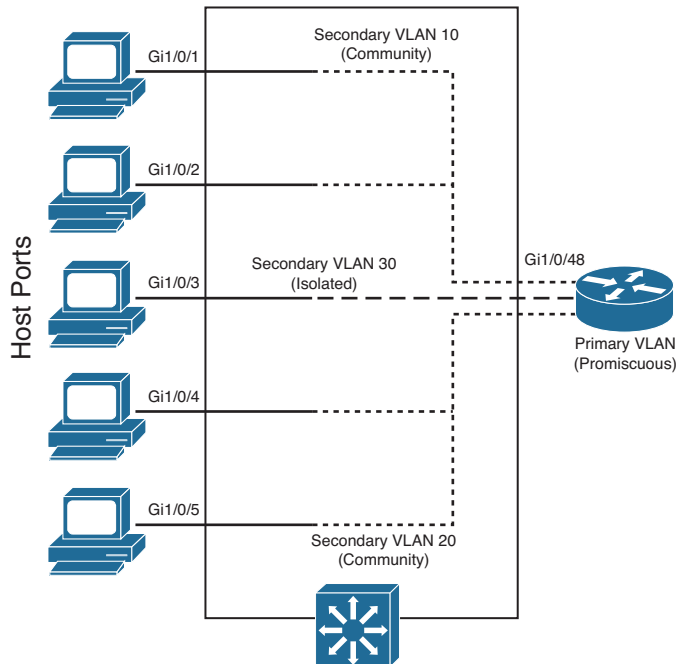 Secondary VLAN 10
(Community)
Gi1/0/1
Gi1/0/2
Host Ports
Secondary VLAN 30
(Isolated)
Gi1/0/3
Gi1/0/48
Primary VLAN
(Promiscuous)
Gi1/0/4
Gi1/0/5
Secondary VLAN 20
(Community)